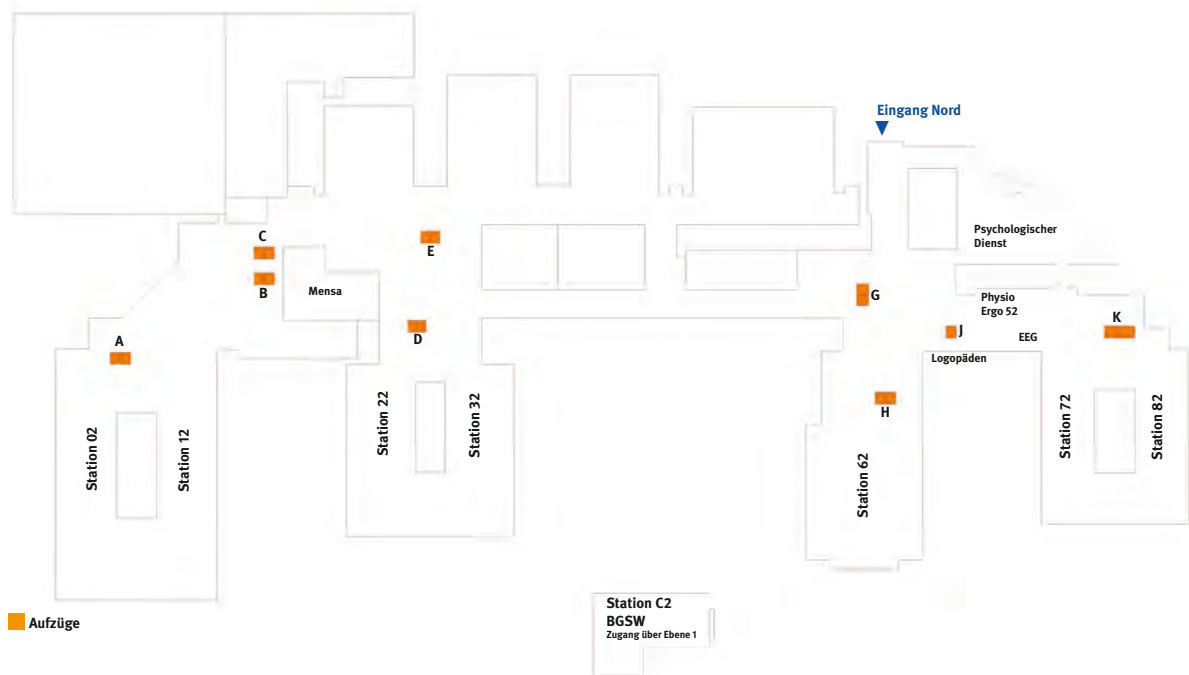 Eingang Nord
Psychologischer
Dienst
C
E
B
Mensa
G
Physio
Ergo 52
K
A
D
J
EEG
Logopäden
H
Station 02
Station 12
Station 22
Station 32
Station 62
Station 72
Station 82
Station C2
BGSW
Zugang über Ebene 1
Aufzüge